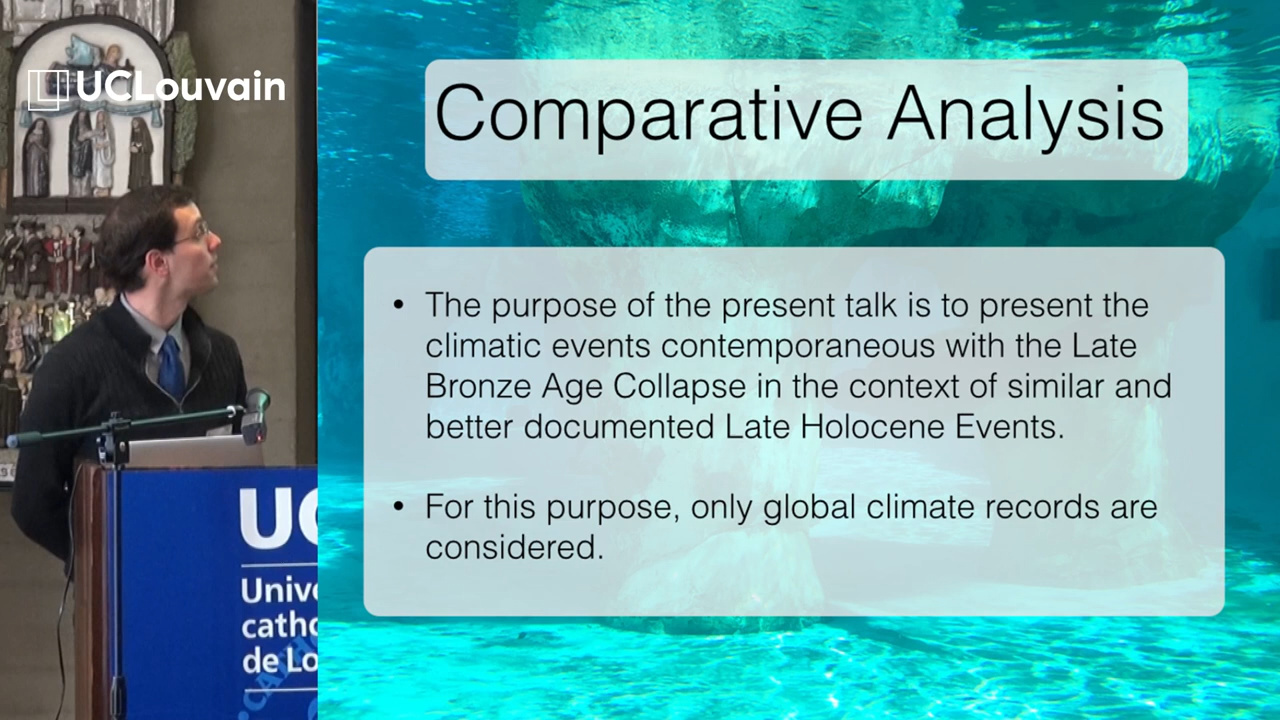 UCLouvain
Comparative Analysis
• The purpose of the present talk is to present the
climatic events contemporaneous with the Late
Bronze Age Collapse in the context of similar and
better documented Late Holocene Events.
• For this purpose, only global climate records are
considered.
UC
Unive
catho
de Lo